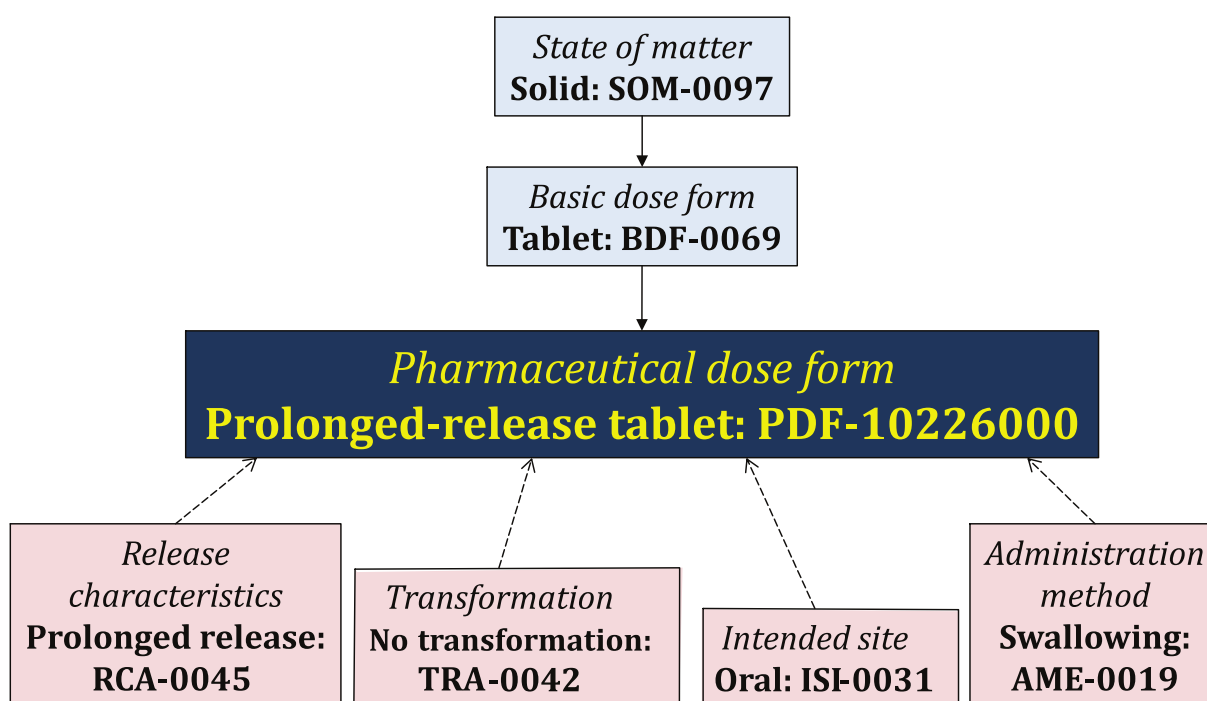 State of matter
Solid: SOM-0097
Basic dose form
Tablet: BDF-0069
Pharmaceutical dose form
Prolonged-release tablet: PDF-10226000
Release
characteristics
Prolonged release:
RCA-0045
Transformation
No transformation:
TRA-0042
Intended site
Oral: ISI-0031
Administration
method
Swallowing:
AME-0019